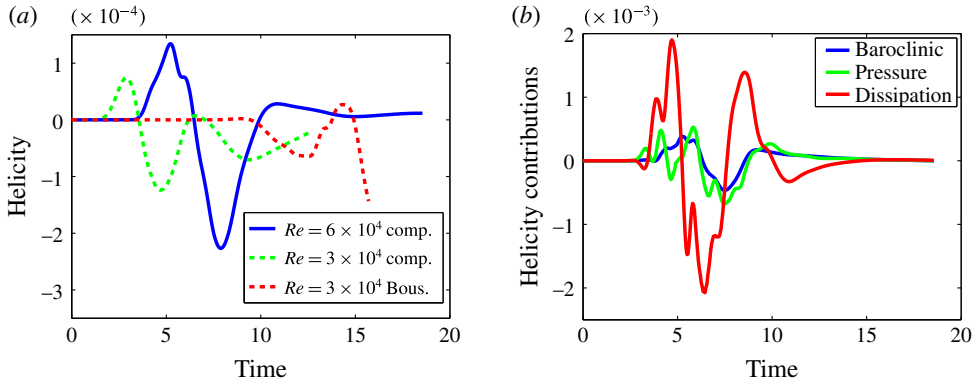 (a)
(× 10⁻⁴)
1
0
−1
−2
−3
Helicity
0
5
10
15
20
Time
Re = 6 × 10⁴ comp.
Re = 3 × 10⁴ comp.
Re = 3 × 10⁴ Bous.
(b)
(× 10⁻³)
2
1
0
−1
−2
Helicity contributions
0
5
10
15
20
Time
Baroclinic
Pressure
Dissipation